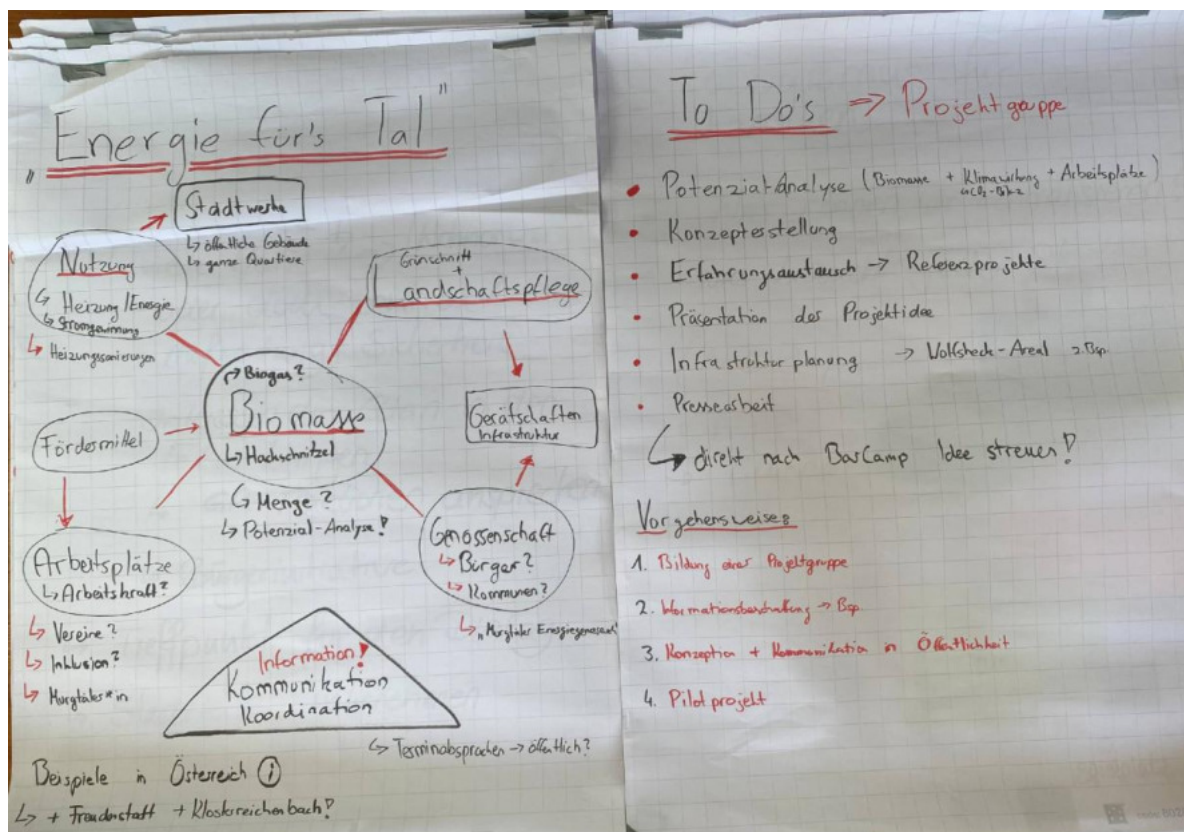 „Energie für's Tal"
Stadtwerke
↳ öffentliche Gebäude
↳ ganze Quartiere
Nutzung
↳ Heizung/Energie
↳ Stromgewinnung
↳ Heizungssanierungen
Grünschnitt
+
Landschaftspflege
→ Biogas?
Biomasse
↳ Hackschnitzel
↳ Menge?
↳ Potenzial-Analyse!
Gerätschaften
Infrastruktur
Fördermittel
Arbeitsplätze
↳ Arbeitskraft?
↳ Vereine?
↳ Inklusion?
↳ Murgtäler*in
Genossenschaft
↳ Bürger?
↳ Kommunen?
↳ „Murgtäler
Information!
Kommunikation
Koordination
↳ Terminabsprachen → öffentlich?
Beispiele in Österreich i
↳ + Freudenstadt + Klosterreichenbach!
To Do's ⇒ Projektgruppe
• Potenzial-Analyse (Biomasse + Klimawirkung + Arbeitsplätze)
↳ CO₂-Bilanz
• Konzepterstellung
• Erfahrungsaustausch → Referenzprojekte
• Präsentation der Projektidee
• Infrastrukturplanung → Wolfsheck-Areal z.Bsp.
• Pressearbeit
↳ direkt nach BarCamp Idee streuen!
Vorgehensweise:
1. Bildung einer Projektgruppe
2. Informationsbeschaffung → Bsp.
3. Konzeption + Kommunikation in Öffentlichkeit
4. Pilotprojekt